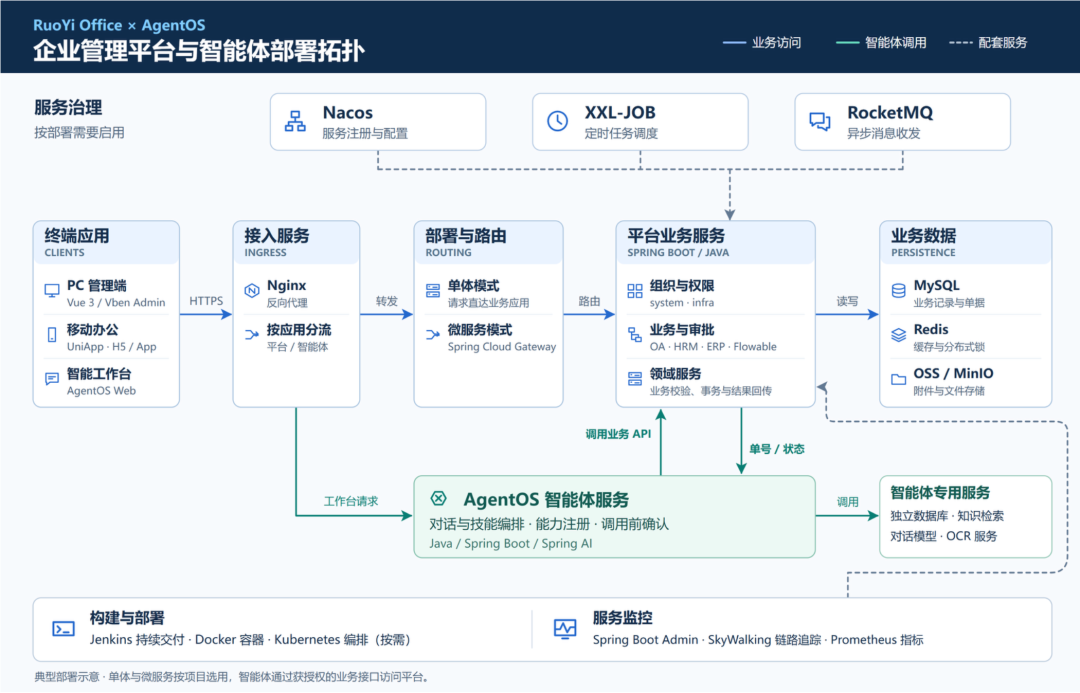 RuoYi Office × AgentOS
企业管理平台与智能体部署拓扑
业务访问
智能体调用
配套服务
服务治理
按部署需要启用
Nacos
服务注册与配置
XXL-JOB
定时任务调度
RocketMQ
异步消息收发
终端应用
CLIENTS
PC 管理端
Vue 3 / Vben Admin
移动办公
UniApp · H5 / App
智能工作台
AgentOS Web
HTTPS
接入服务
INGRESS
Nginx
反向代理
按应用分流
平台 / 智能体
转发
部署与路由
ROUTING
单体模式
请求直达业务应用
微服务模式
Spring Cloud Gateway
路由
平台业务服务
SPRING BOOT / JAVA
组织与权限
system · infra
业务与审批
OA · HRM · ERP · Flowable
领域服务
业务校验、事务与结果回传
读写
业务数据
PERSISTENCE
MySQL
业务记录与单据
Redis
缓存与分布式锁
OSS / MinIO
附件与文件存储
调用业务 API
单号 / 状态
工作台请求
AgentOS 智能体服务
对话与技能编排 · 能力注册 · 调用前确认
Java / Spring Boot / Spring AI
调用
智能体专用服务
独立数据库 · 知识检索
对话模型 · OCR 服务
构建与部署
Jenkins 持续交付 · Docker 容器 · Kubernetes 编排（按需）
服务监控
Spring Boot Admin · SkyWalking 链路追踪 · Prometheus 指标
典型部署示意 · 单体与微服务按项目选用，智能体通过获授权的业务接口访问平台。